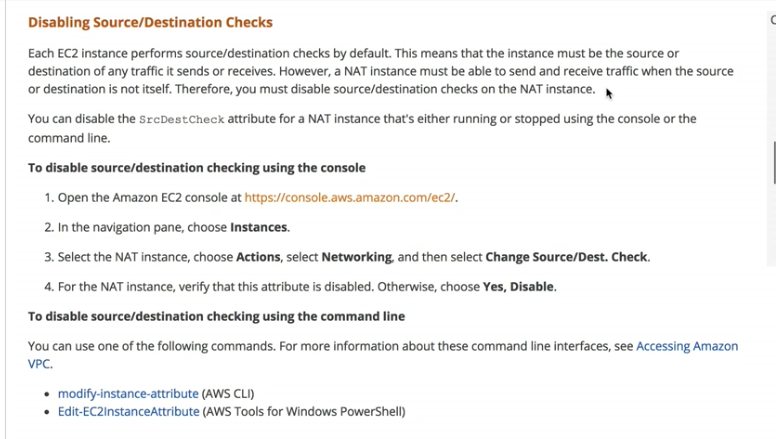 Disabling Source/Destination Checks
Each EC2 instance performs source/destination checks by default. This means that the instance must be the source or
destination of any traffic it sends or receives. However, a NAT instance must be able to send and receive traffic when the source
or destination is not itself. Therefore, you must disable source/destination checks on the NAT instance.
You can disable the SrcDestCheck attribute for a NAT instance that's either running or stopped using the console or the
command line.
To disable source/destination checking using the console
1. Open the Amazon EC2 console at https://console.aws.amazon.com/ec2/.
2. In the navigation pane, choose Instances.
3. Select the NAT instance, choose Actions, select Networking, and then select Change Source/Dest. Check.
4. For the NAT instance, verify that this attribute is disabled. Otherwise, choose Yes, Disable.
To disable source/destination checking using the command line
You can use one of the following commands. For more information about these command line interfaces, see Accessing Amazon
VPC.
• modify-instance-attribute (AWS CLI)
• Edit-EC2InstanceAttribute (AWS Tools for Windows PowerShell)